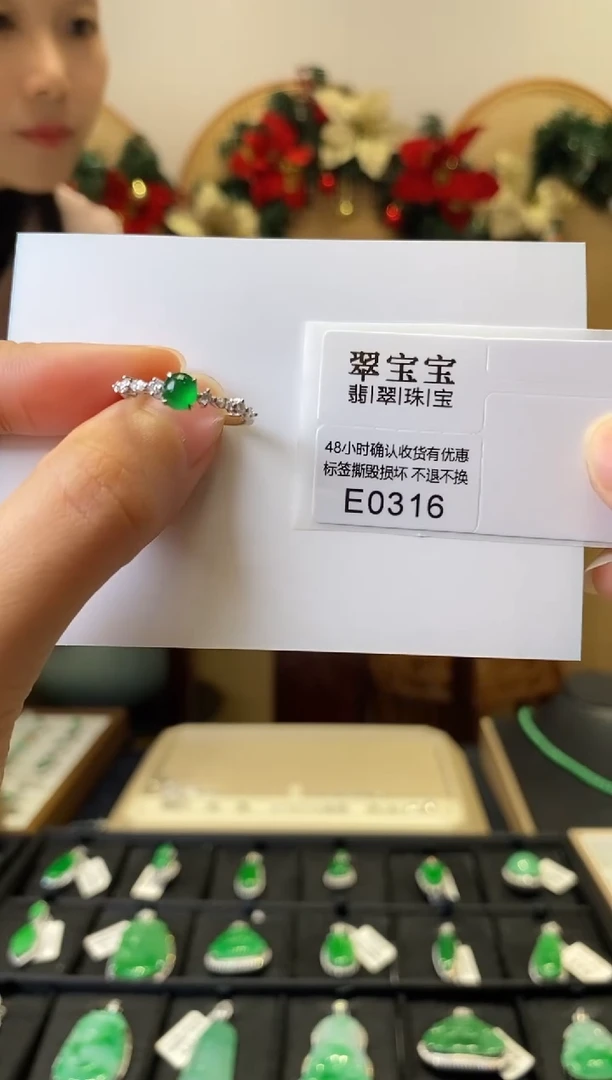 翠宝宝
翡|翠|珠|宝
48小时确认收货有优惠
标签撕毁损坏 不退不换
E0316